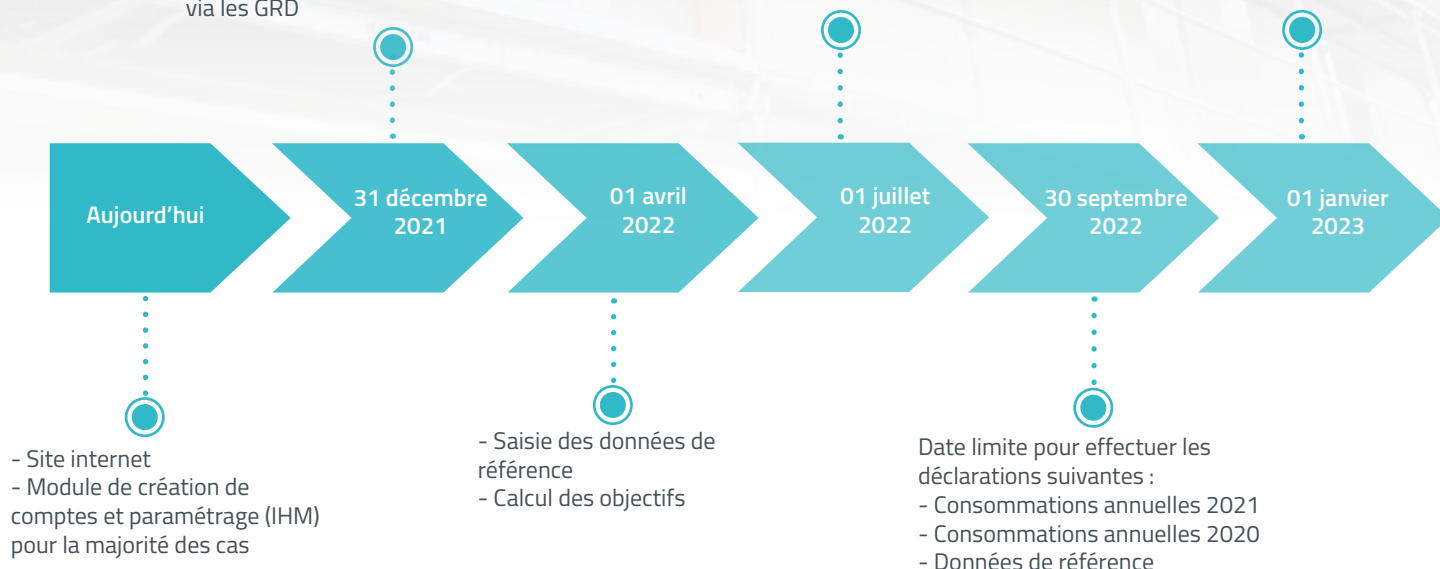 via les GRD
Aujourd'hui
31 décembre
2021
01 avril
2022
01 juillet
2022
30 septembre
2022
01 janvier
2023
- Site internet
- Module de création de
comptes et paramétrage (IHM)
pour la majorité des cas
- Saisie des données de
référence
- Calcul des objectifs
Date limite pour effectuer les
déclarations suivantes :
- Consommations annuelles 2021
- Consommations annuelles 2020
- Données de référence